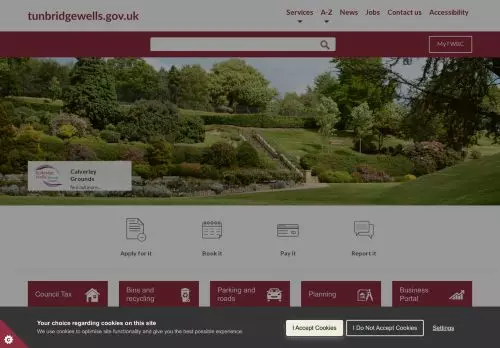 tunbridgewells.gov.uk
Services A-Z News Jobs Contact us Accessibility
My TWBC
Calverley
Grounds
find out more...
Apply for it Book it Pay it Report it
Council Tax
Bins and
recycling
Parking and
roads
Planning
Business
Portal
Your choice regarding cookies on this site
We use cookies to optimise site functionality and give you the best possible experience.
I Accept Cookies
I Do Not Accept Cookies
Settings